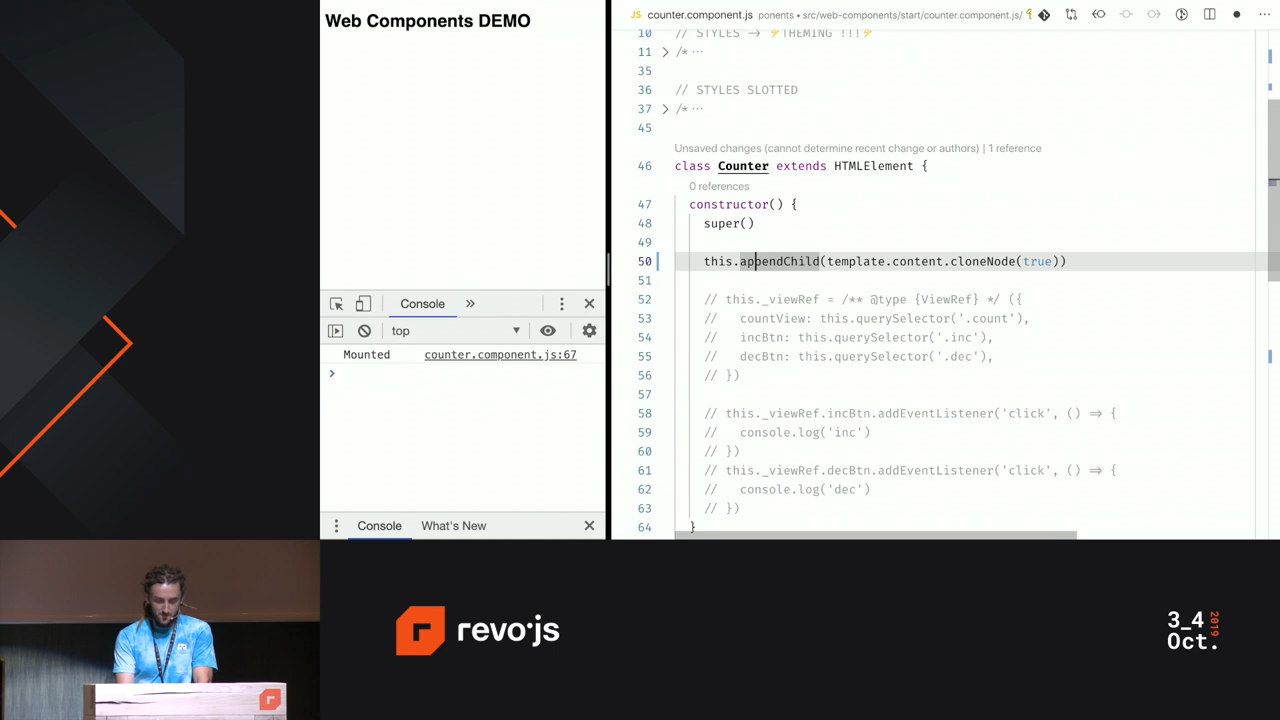 Web Components DEMO
Console
top
Mounted counter.component.js:67
>
Console What's New
JS counter.component.js ponents • src/web-components/start/counter.component.js/
10 // STYLES → ⚡THEMING !!!⚡
11 > /* ⋯
35
36 // STYLES SLOTTED
37 > /* ⋯
45
Unsaved changes (cannot determine recent change or authors) | 1 reference
46 class Counter extends HTMLElement {
0 references
47 constructor() {
48 super()
49
50 this.appendChild(template.content.cloneNode(true))
51
52 // this._viewRef = /** @type {ViewRef} */ ({
53 // countView: this.querySelector('.count'),
54 // incBtn: this.querySelector('.inc'),
55 // decBtn: this.querySelector('.dec'),
56 // })
57
58 // this._viewRef.incBtn.addEventListener('click', () ⇒ {
59 // console.log('inc')
60 // })
61 // this._viewRef.decBtn.addEventListener('click', () ⇒ {
62 // console.log('dec')
63 // })
64 }
r revo·js
3_4 2019
Oct.